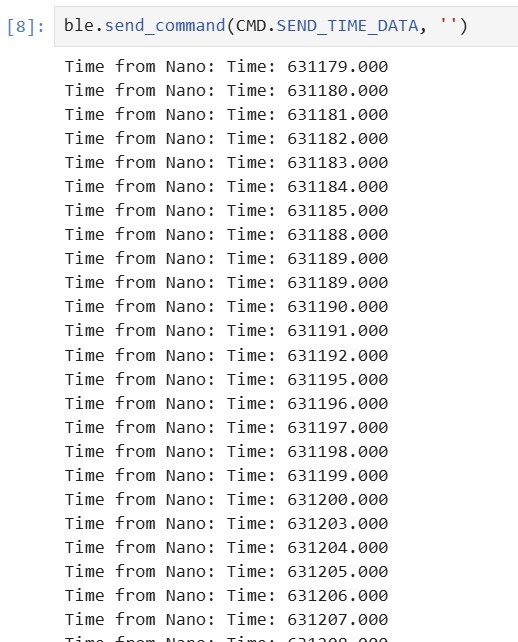 [8]: ble.send_command(CMD.SEND_TIME_DATA, '')
Time from Nano: Time: 631179.000
Time from Nano: Time: 631180.000
Time from Nano: Time: 631181.000
Time from Nano: Time: 631182.000
Time from Nano: Time: 631183.000
Time from Nano: Time: 631184.000
Time from Nano: Time: 631185.000
Time from Nano: Time: 631188.000
Time from Nano: Time: 631189.000
Time from Nano: Time: 631189.000
Time from Nano: Time: 631190.000
Time from Nano: Time: 631191.000
Time from Nano: Time: 631192.000
Time from Nano: Time: 631195.000
Time from Nano: Time: 631196.000
Time from Nano: Time: 631197.000
Time from Nano: Time: 631198.000
Time from Nano: Time: 631199.000
Time from Nano: Time: 631200.000
Time from Nano: Time: 631203.000
Time from Nano: Time: 631204.000
Time from Nano: Time: 631205.000
Time from Nano: Time: 631206.000
Time from Nano: Time: 631207.000
Time from Nano: Time: 631208.000